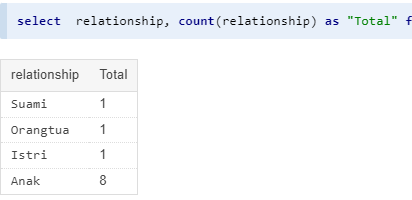 select  relationship, count(relationship) as "Total" f
relationship Total
Suami 1
Orangtua 1
Istri 1
Anak 8